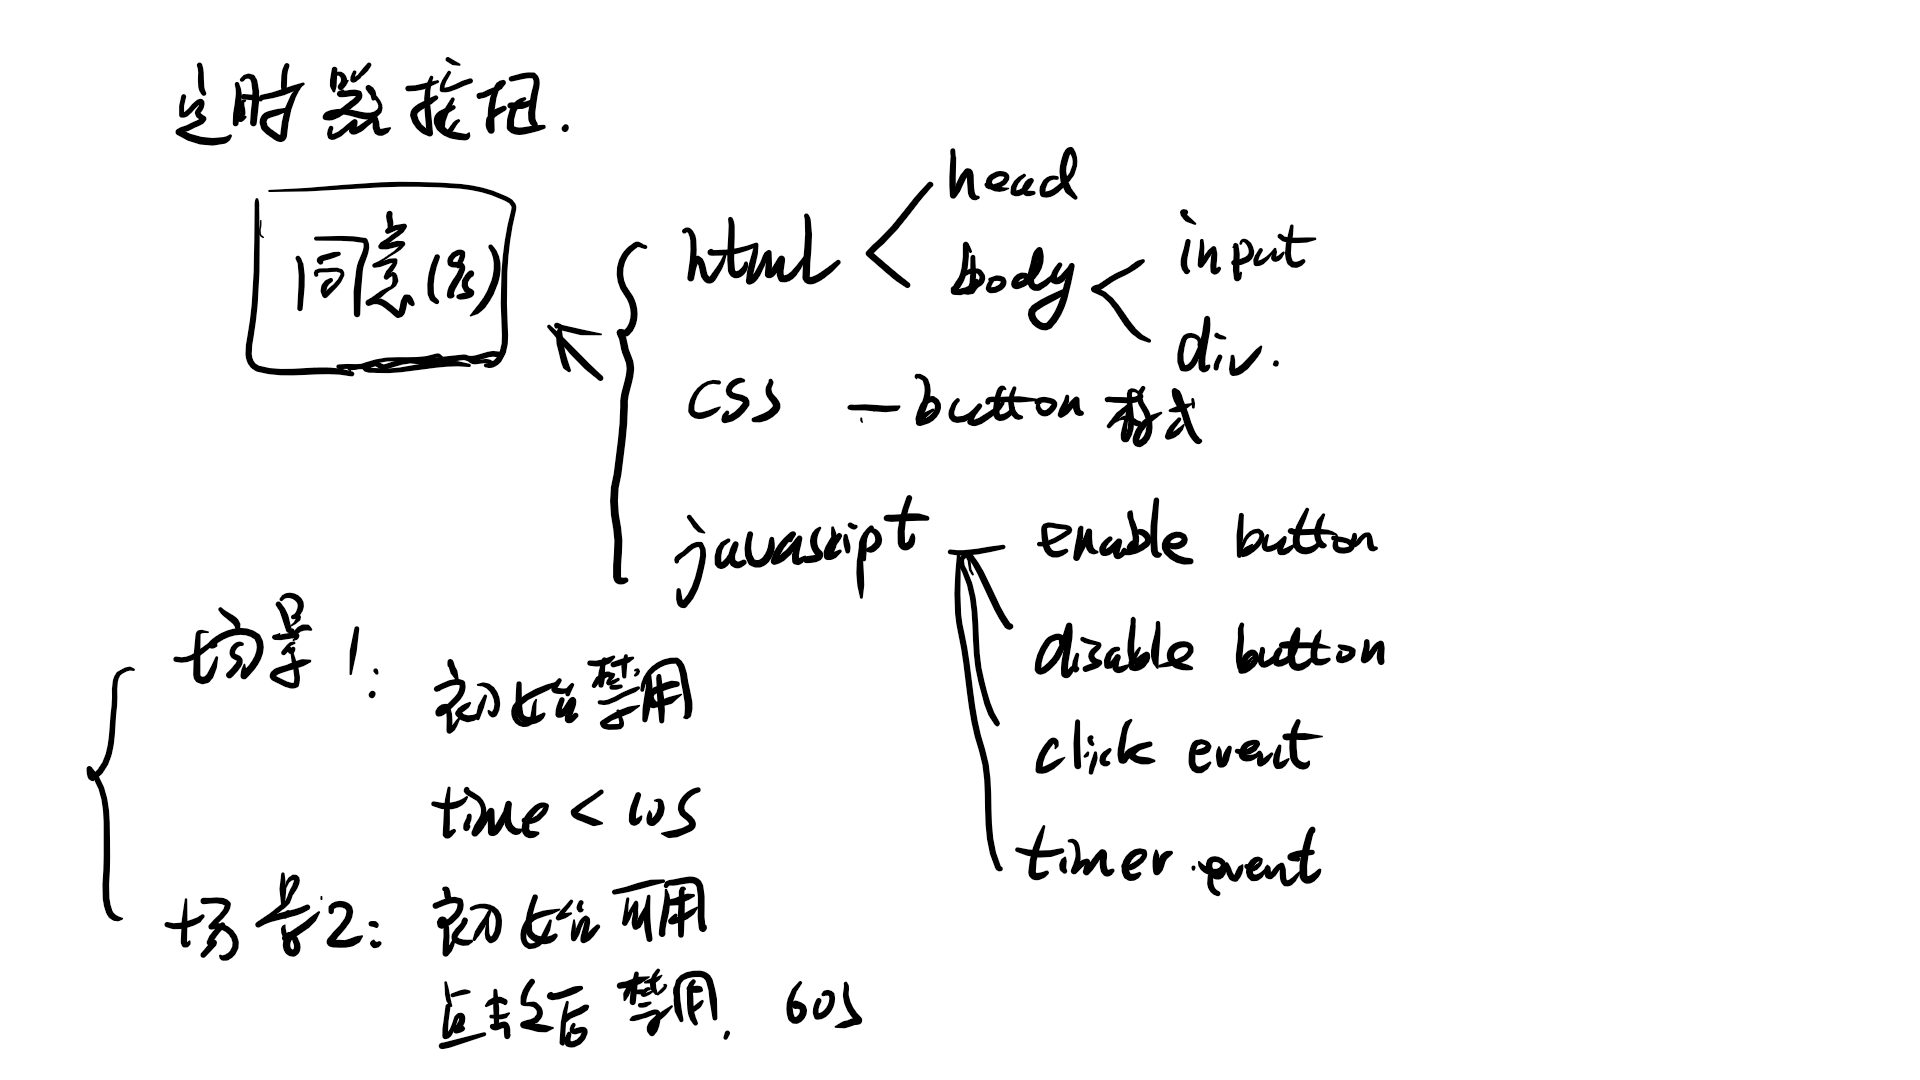 定时器按钮.
同意(9s)
html
head
body
input
div.
css — button 样式
javascript
enable button
disable button
click event
timer event
场景1:
初始禁用
time < 10s
场景2: 初始可用
点击之后 禁用. 60s